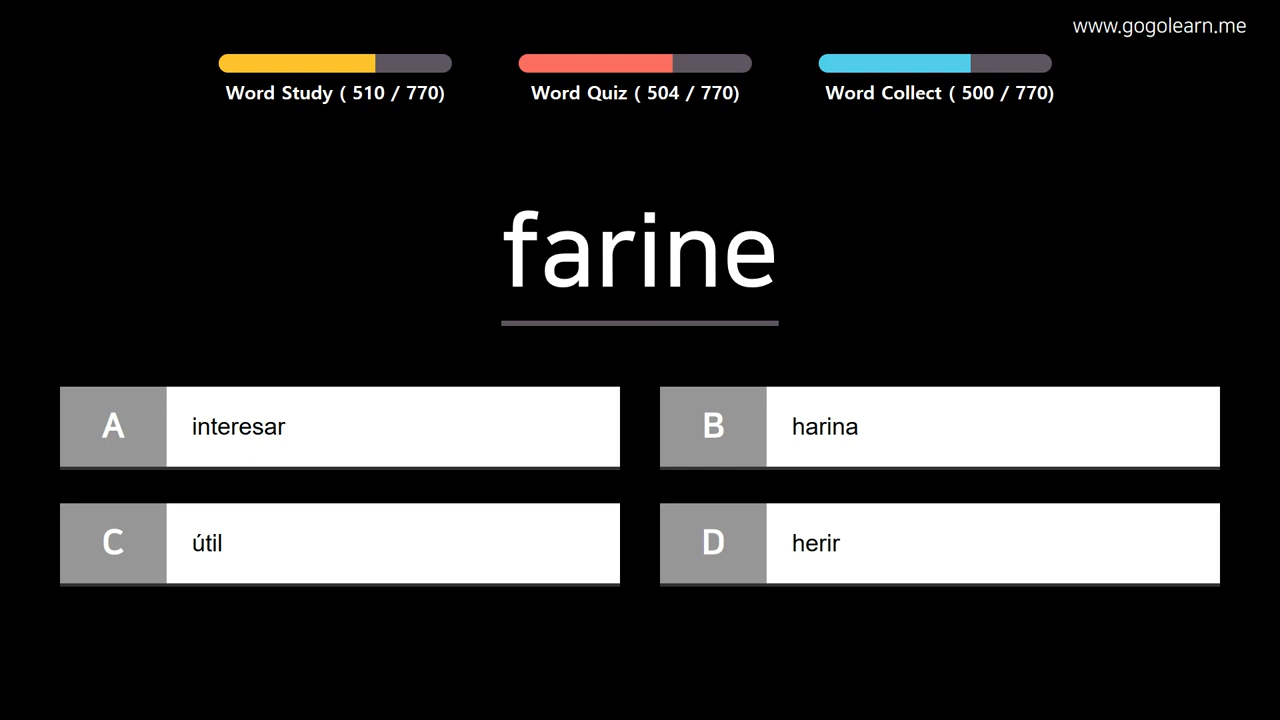 www.gogolearn.me
Word Study ( 510 / 770)
Word Quiz ( 504 / 770)
Word Collect ( 500 / 770)
farine
A
interesar
B
harina
C
útil
D
herir